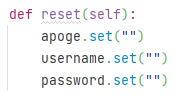 def reset(self):
    apoge.set("")
    username.set("")
    password.set("")